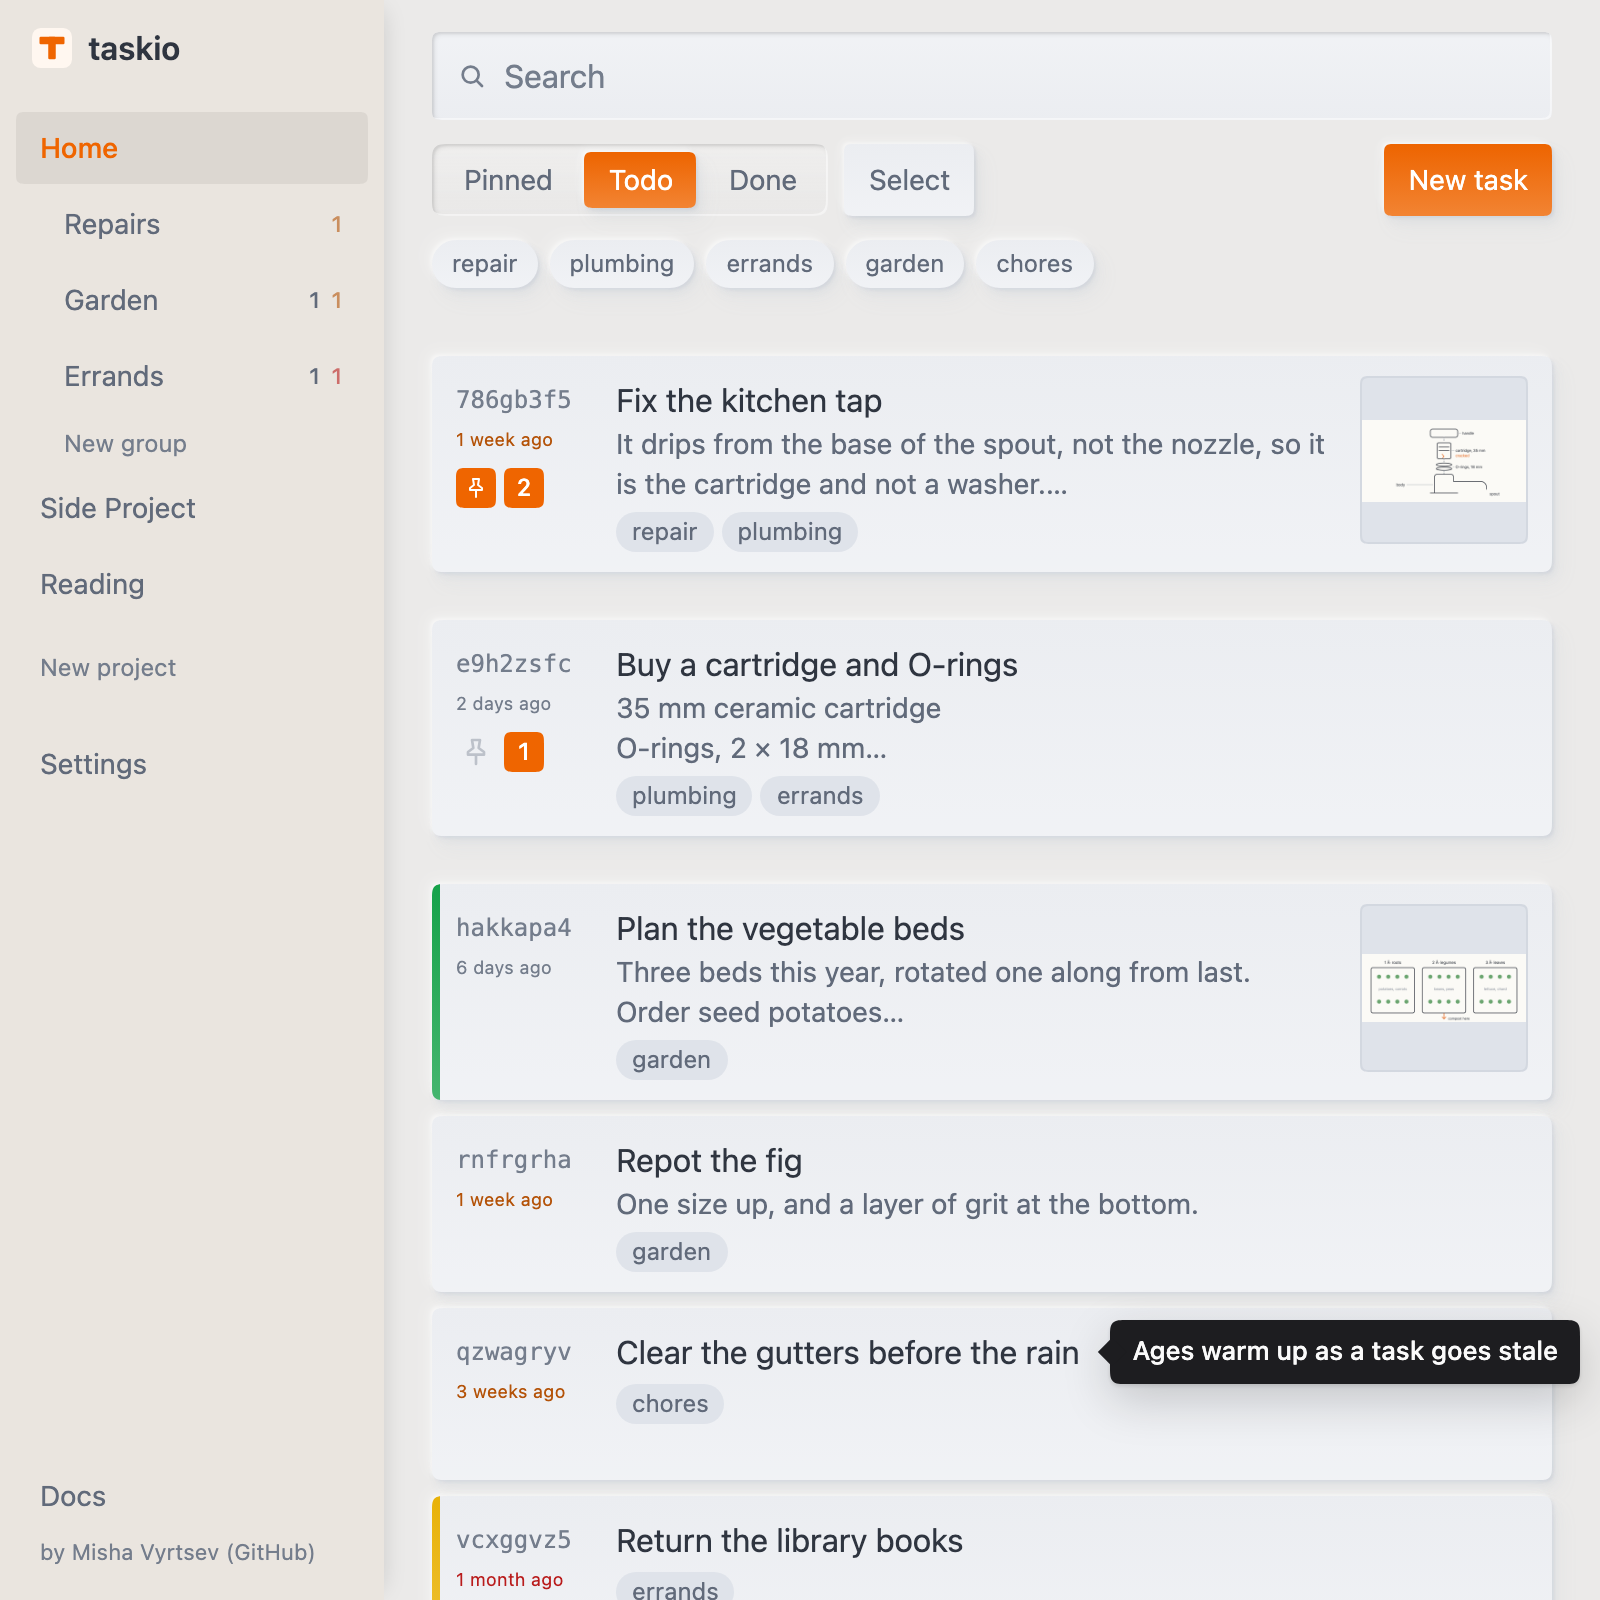 taskio
Home
Repairs 1
Garden 1 1
Errands 1 1
New group
Side Project
Reading
New project
Settings
Docs
by Misha Vyrtsev (GitHub)
Search
Pinned Todo Done Select New task
repair plumbing errands garden chores
786gb3f5
1 week ago
2
Fix the kitchen tap
It drips from the base of the spout, not the nozzle, so it
is the cartridge and not a washer....
repair plumbing
e9h2zsfc
2 days ago
1
Buy a cartridge and O-rings
35 mm ceramic cartridge
O-rings, 2 × 18 mm...
plumbing errands
hakkapa4
6 days ago
Plan the vegetable beds
Three beds this year, rotated one along from last.
Order seed potatoes...
garden
rnfrgrha
1 week ago
Repot the fig
One size up, and a layer of grit at the bottom.
garden
qzwagryv
3 weeks ago
Clear the gutters before the rain
chores
Ages warm up as a task goes stale
vcxggvz5
1 month ago
Return the library books
errands